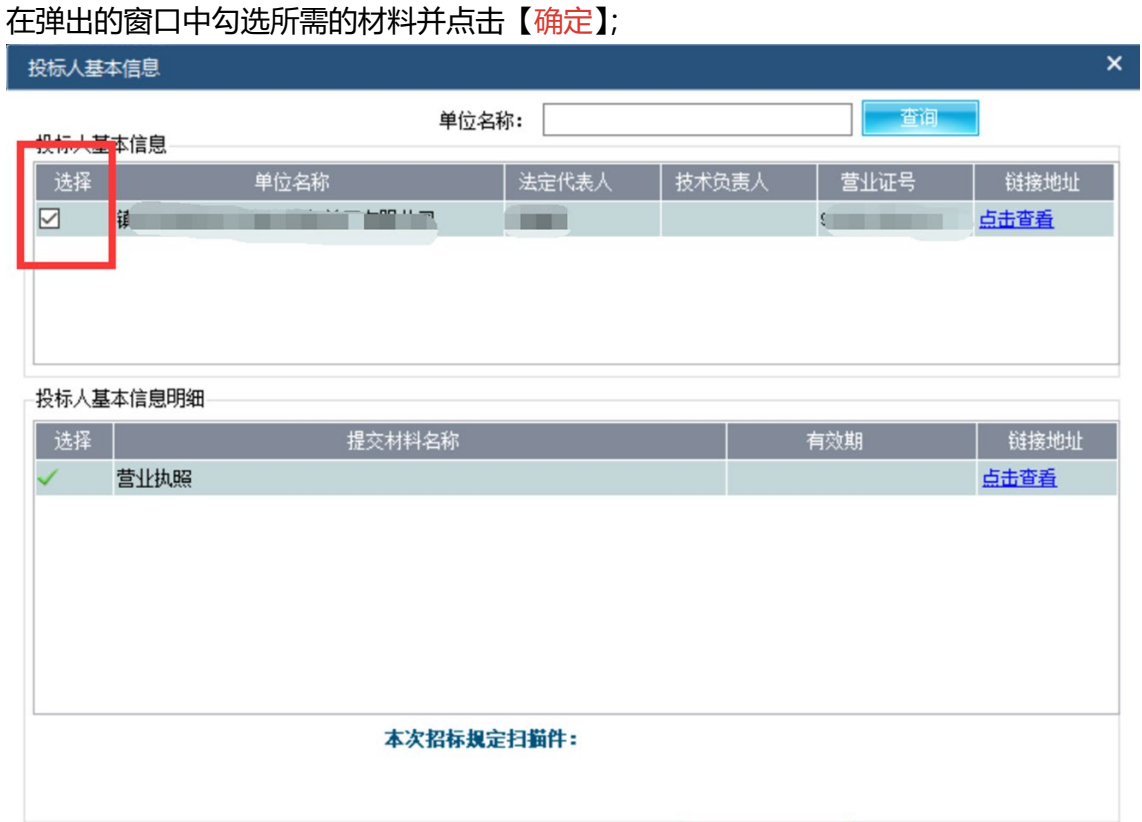 在弹出的窗口中勾选所需的材料并点击【确定】;
投标人基本信息
单位名称： 查询
投标人基本信息
选择 单位名称 法定代表人 技术负责人 营业证号 链接地址
镇 点击查看
投标人基本信息明细
选择 提交材料名称 有效期 链接地址
营业执照 点击查看
本次招标规定扫描件：